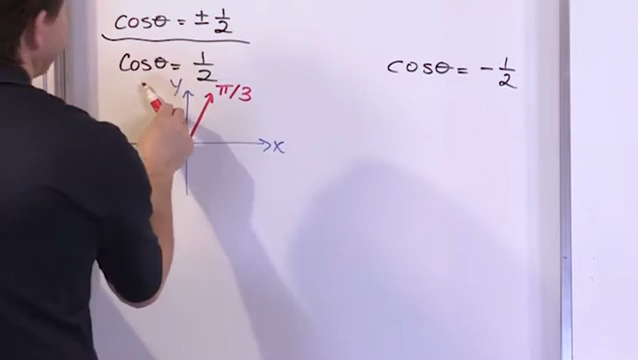 cosθ = ± 1/2
cosθ = 1/2
cosθ = - 1/2
y
π/3
x